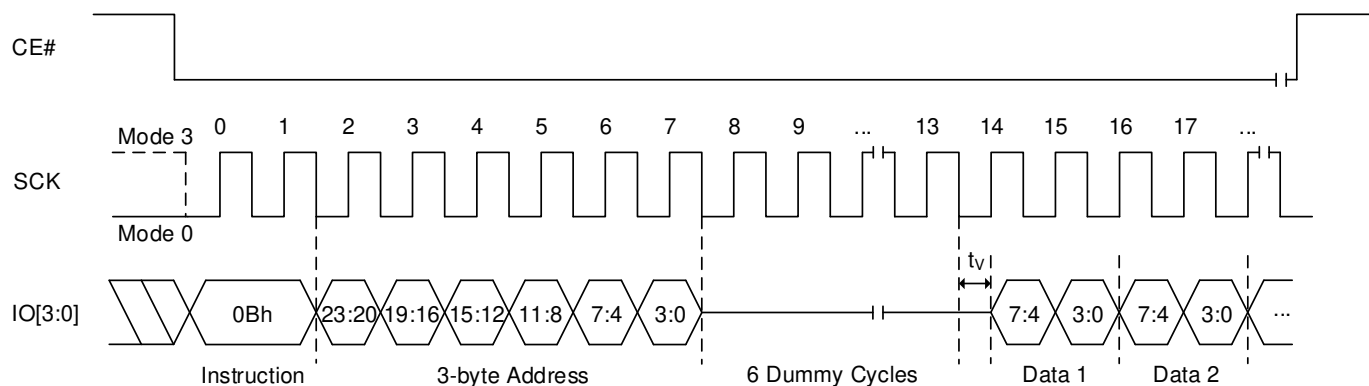 CE#
0 1 2 3 4 5 6 7 8 9 ... 13 14 15 16 17 ...
Mode 3
SCK
Mode 0
tV
IO[3:0] 0Bh 23:20 19:16 15:12 11:8 7:4 3:0 7:4 3:0 7:4 3:0 ...
Instruction 3-byte Address 6 Dummy Cycles Data 1 Data 2